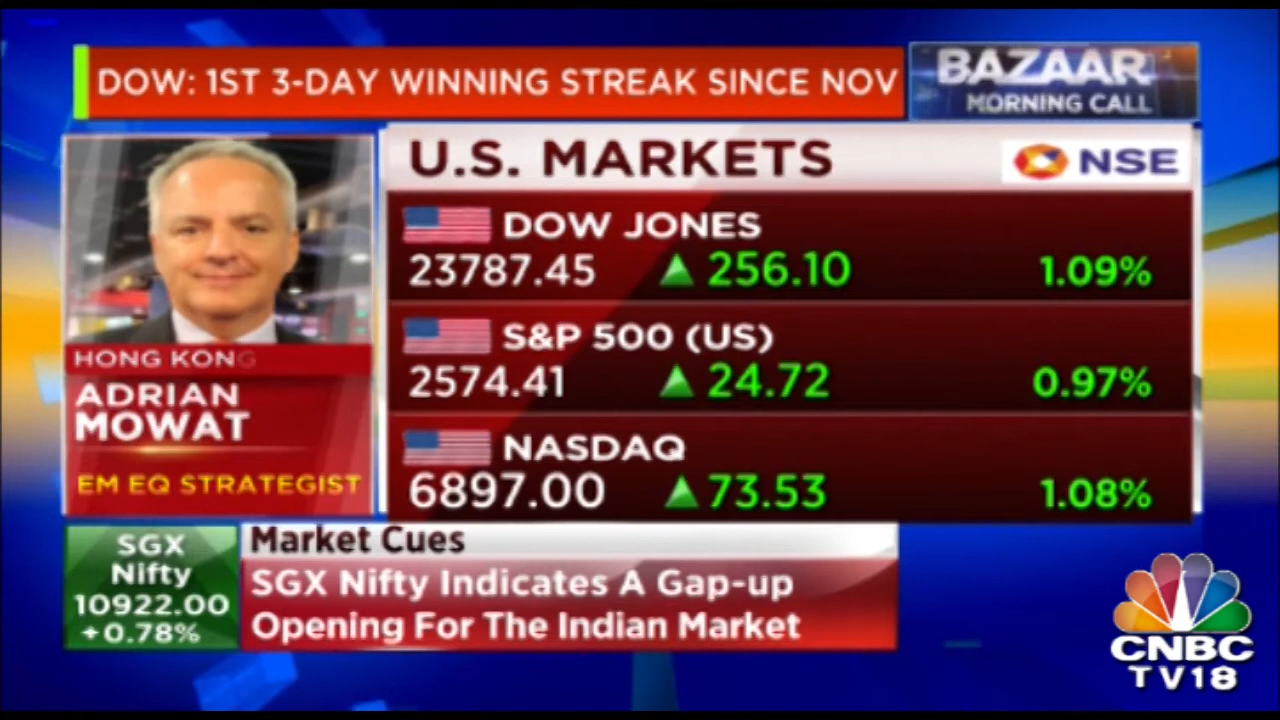 DOW: 1ST 3-DAY WINNING STREAK SINCE NOV
BAZAAR
MORNING CALL
U.S. MARKETS
NSE
DOW JONES
23787.45 ▲ 256.10 1.09%
S&P 500 (US)
2574.41 ▲ 24.72 0.97%
NASDAQ
6897.00 ▲ 73.53 1.08%
HONG KONG
ADRIAN
MOWAT
EM EQ STRATEGIST
SGX
Nifty
10922.00
+0.78%
Market Cues
SGX Nifty Indicates A Gap-up
Opening For The Indian Market
CNBC
TV18